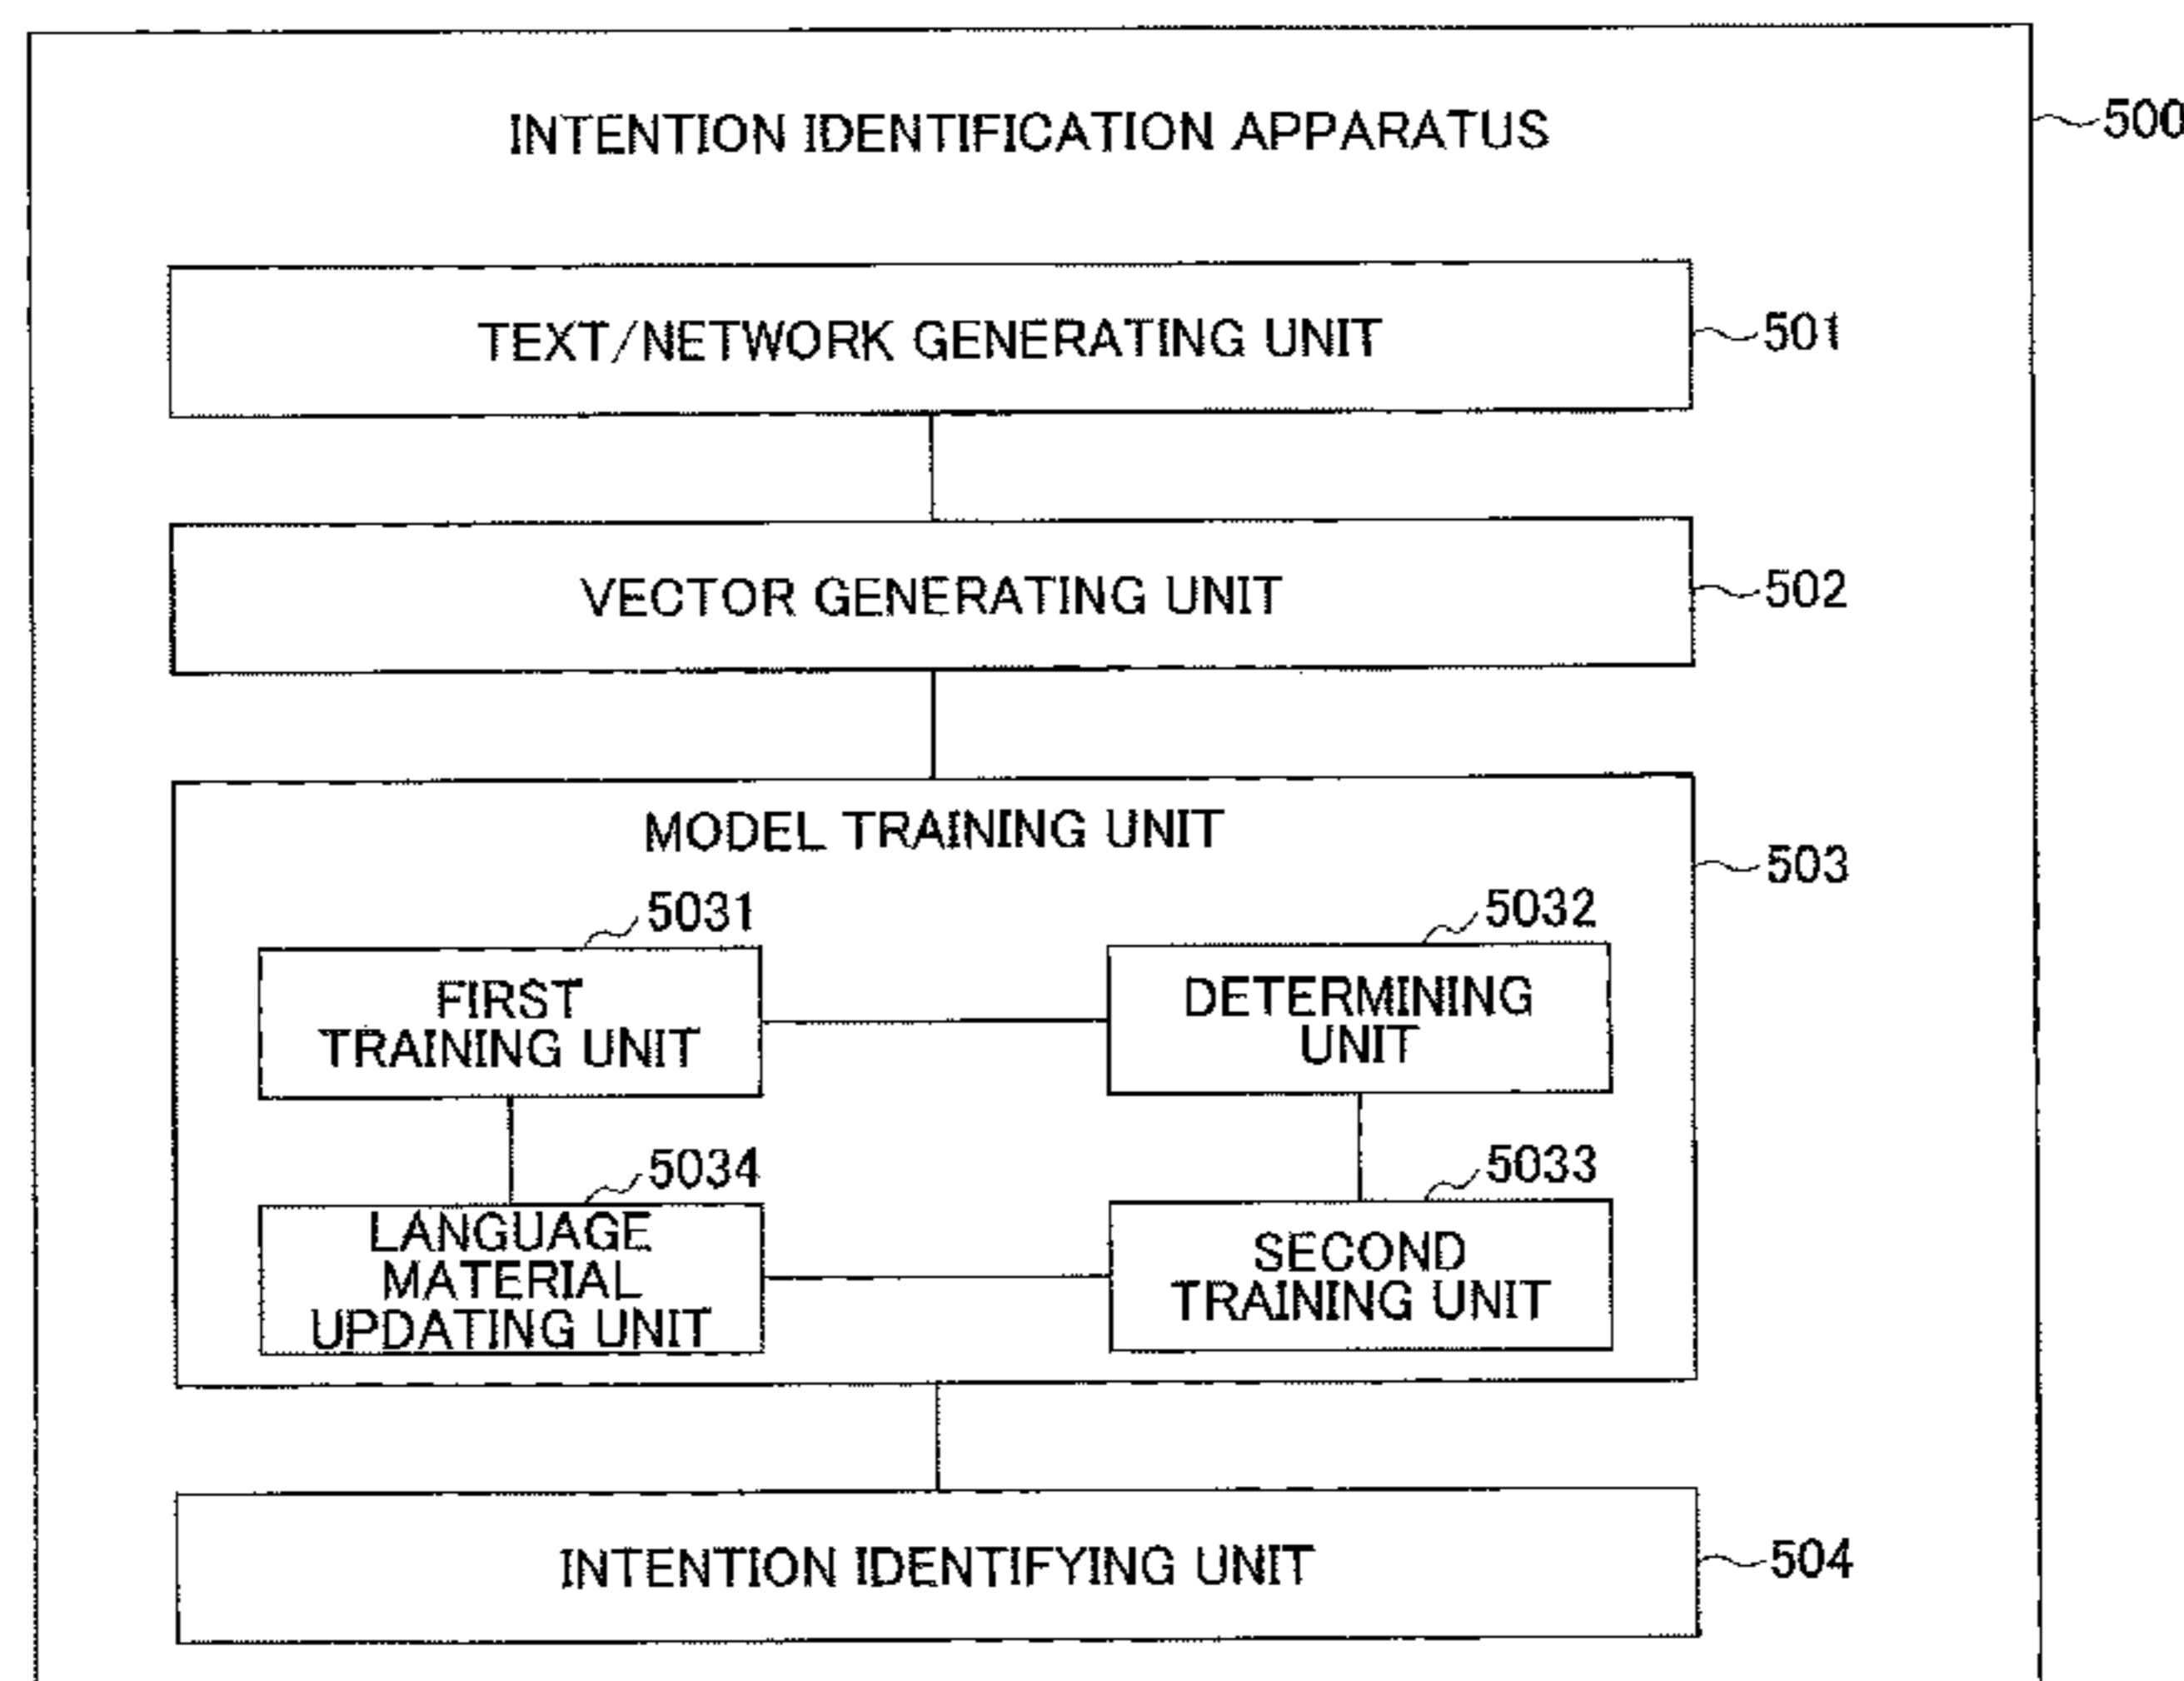 INTENTION IDENTIFICATION APPARATUS
500
TEXT/NETWORK GENERATING UNIT
501
VECTOR GENERATING UNIT
502
MODEL TRAINING UNIT
503
5031
5032
FIRST
TRAINING UNIT
DETERMINING
UNIT
5034
5033
LANGUAGE
MATERIAL
UPDATING UNIT
SECOND
TRAINING UNIT
INTENTION IDENTIFYING UNIT
504